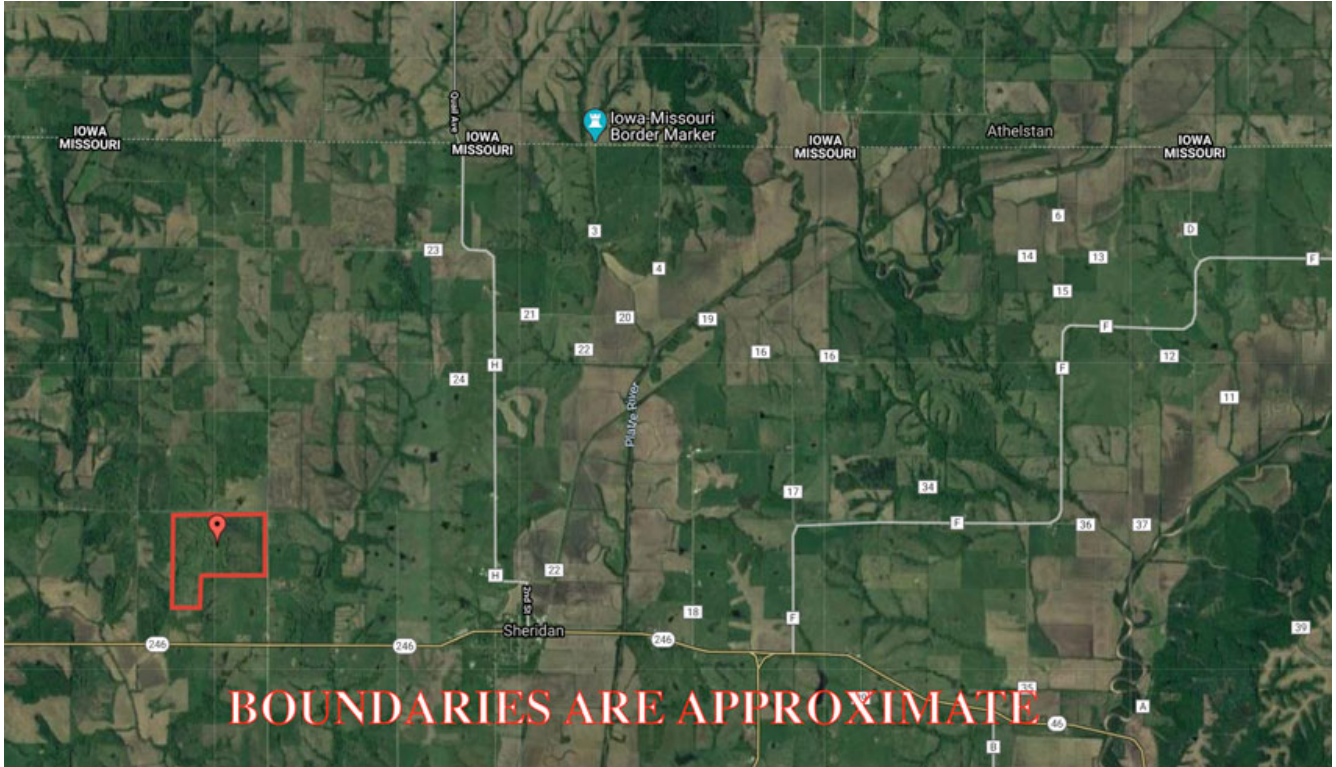 Quail Ave
Iowa-Missouri
Border Marker
Athelstan
IOWA
MISSOURI
IOWA
MISSOURI
IOWA
MISSOURI
IOWA
MISSOURI
6
3
D
23
4
14
13
F
15
21
20
19
F
22
16
16
12
H
F
24
11
Platte River
34
17
F
36
37
22
H
2nd St
18
F
39
Sheridan
246
246
246
35
BOUNDARIES ARE APPROXIMATE
A
46
B